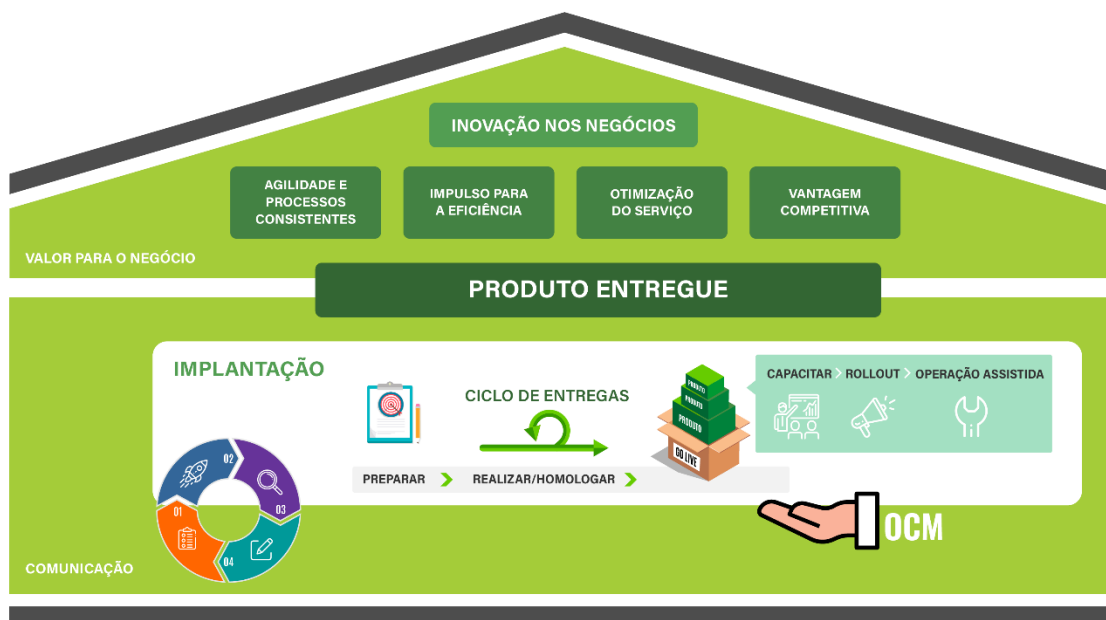 INOVAÇÃO NOS NEGÓCIOS
AGILIDADE E
PROCESSOS
CONSISTENTES
IMPULSO PARA
A EFICIÊNCIA
OTIMIZAÇÃO
DO SERVIÇO
VANTAGEM
COMPETITIVA
VALOR PARA O NEGÓCIO
PRODUTO ENTREGUE
IMPLANTAÇÃO
CICLO DE ENTREGAS
PRODUTO
PRODUTO
PRODUTO
GO LIVE
CAPACITAR
ROLLOUT
OPERAÇÃO ASSISTIDA
PREPARAR
REALIZAR/HOMOLOGAR
01
02
03
04
OCM
COMUNICAÇÃO